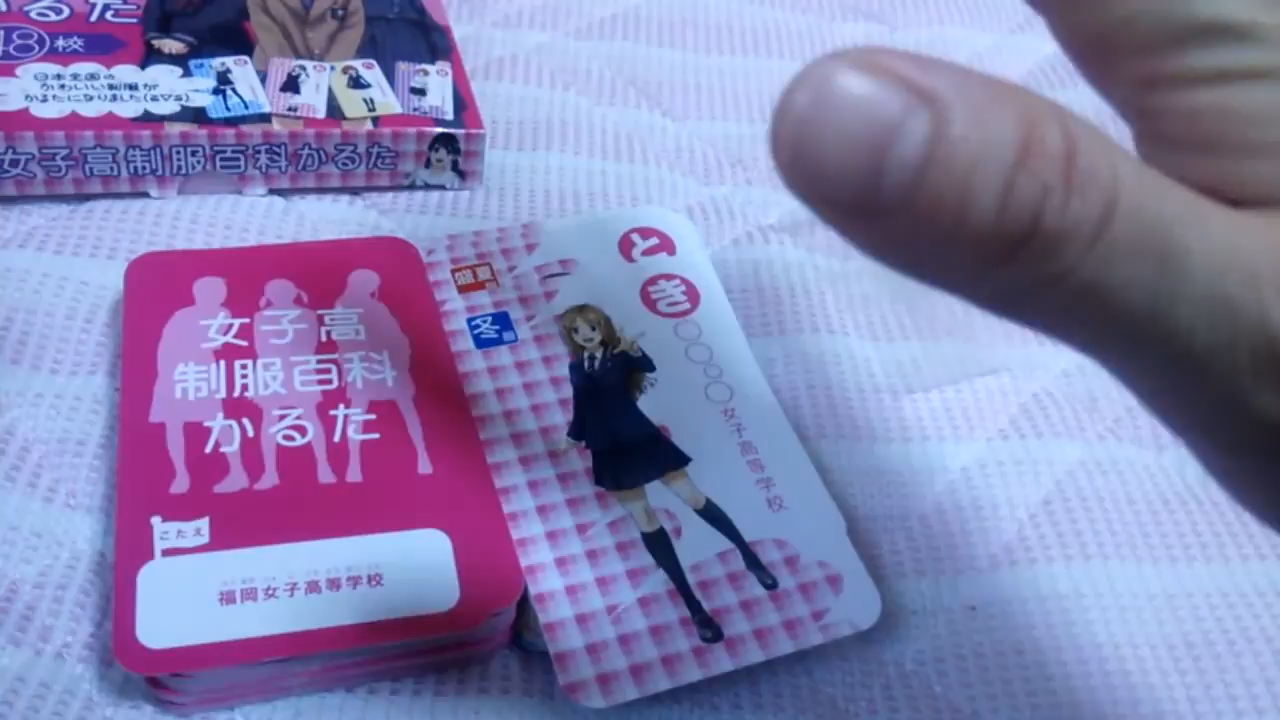 かるた
48校
日本全国の
かわいい制服が
かるたになりました(≧∇≦)
女子高制服百科かるた
女子高
制服百科
かるた
こたえ
福岡女子高等学校
と
き○○○○女子高等学校
冬